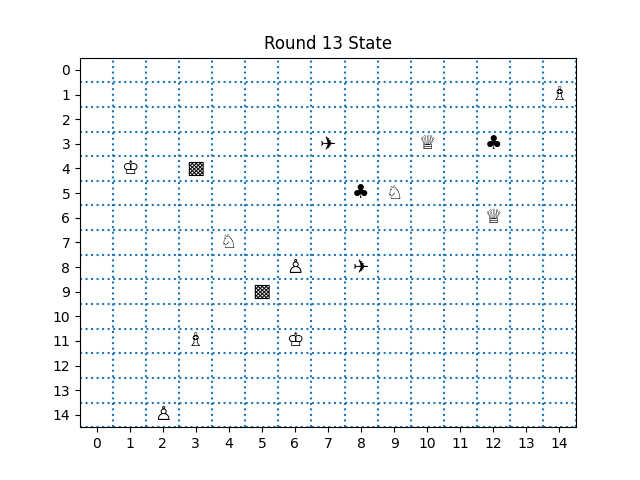 Round 13 State
0
1 ♗
2
3 ✈ ♕ ♣
4 ♔ ▩
5 ♣ ♘
6 ♕
7 ♘
8 ♙ ✈
9 ▩
10
11 ♗ ♔
12
13
14 ♙
0 1 2 3 4 5 6 7 8 9 10 11 12 13 14